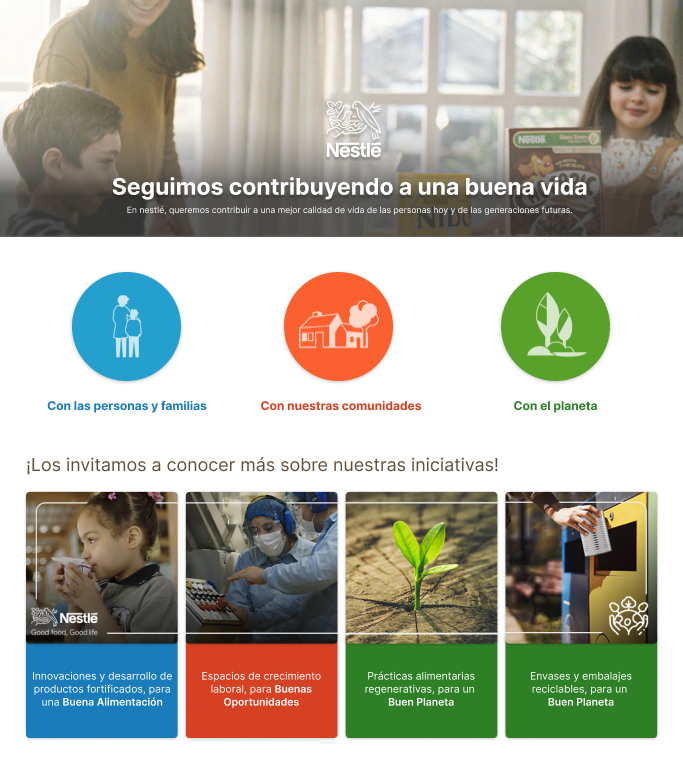 Nestlé
Nestlé
Seguimos contribuyendo a una buena vida
En nestlé, queremos contribuir a una mejor calidad de vida de las personas hoy y de las generaciones futuras.
Con las personas y familias
Con nuestras comunidades
Con el planeta
¡Los invitamos a conocer más sobre nuestras iniciativas!
Nestlé
Good food, Good life
Innovaciones y desarrollo de
productos fortificados, para
una Buena Alimentación
Espacios de crecimiento
laboral, para Buenas
Oportunidades
Prácticas alimentarias
regenerativas, para un
Buen Planeta
Envases y embalajes
reciclables, para un
Buen Planeta